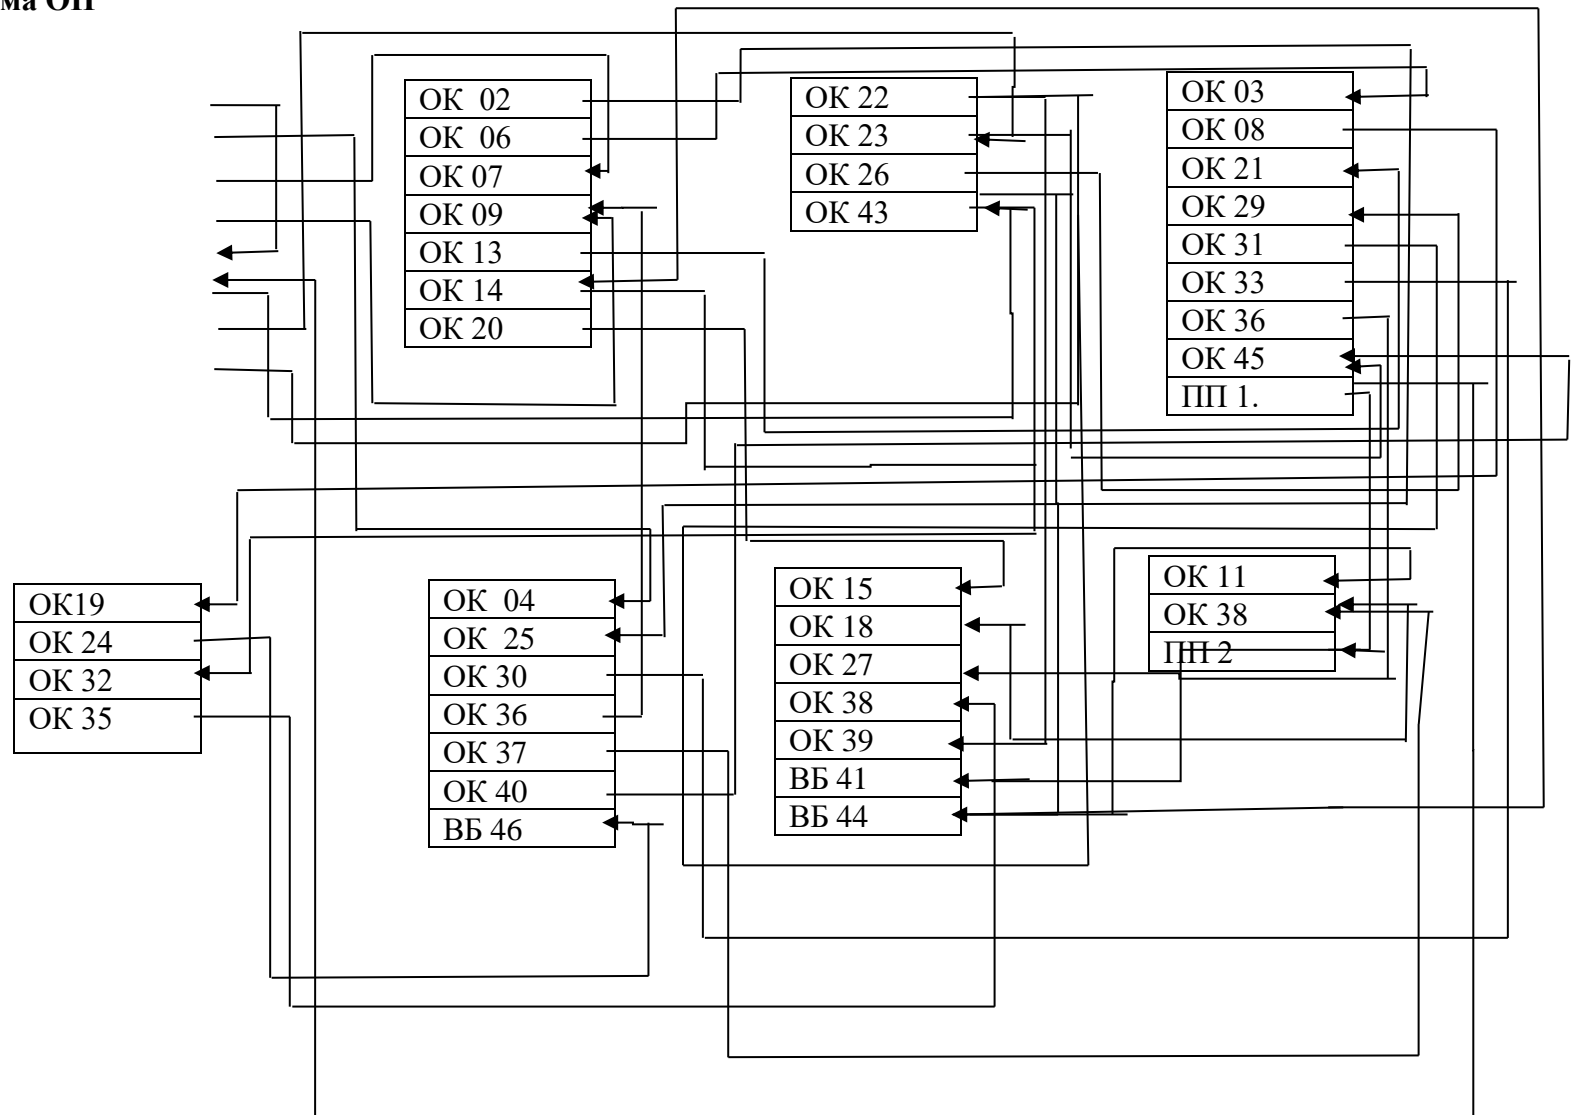 ма ОП
ОК 02
ОК 06
ОК 07
ОК 09
ОК 13
ОК 14
ОК 20
ОК 22
ОК 23
ОК 26
ОК 43
ОК 03
ОК 08
ОК 21
ОК 29
ОК 31
ОК 33
ОК 36
ОК 45
ПП 1.
ОК19
ОК 24
ОК 32
ОК 35
ОК 04
ОК 25
ОК 30
ОК 36
ОК 37
ОК 40
ВБ 46
ОК 15
ОК 18
ОК 27
ОК 38
ОК 39
ВБ 41
ВБ 44
ОК 11
ОК 38
ПП 2